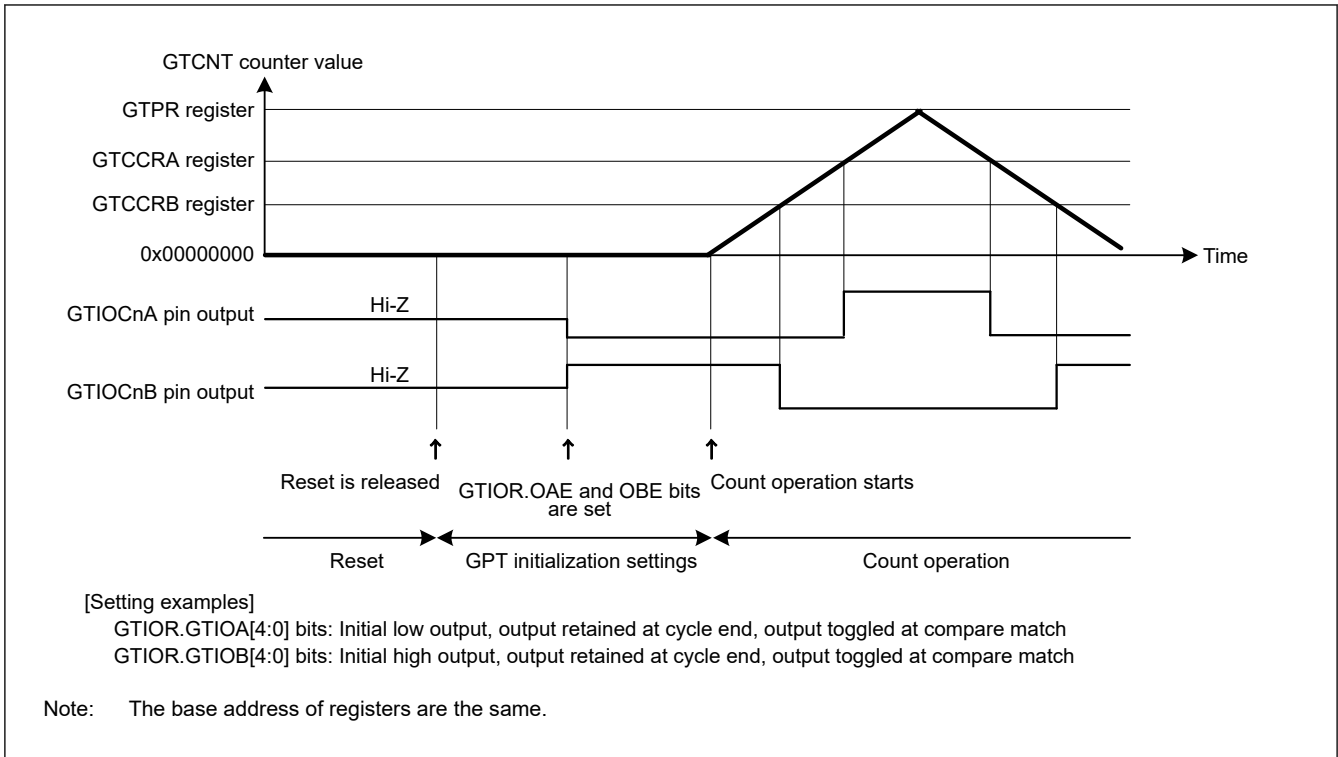 GTCNT counter value
GTPR register
GTCCRA register
GTCCRB register
0x00000000
Time
GTIOCnA pin output
Hi-Z
GTIOCnB pin output
Hi-Z
Reset is released
GTIOR.OAE and OBE bits
are set
Count operation starts
Reset
GPT initialization settings
Count operation
[Setting examples]
GTIOR.GTIOA[4:0] bits: Initial low output, output retained at cycle end, output toggled at compare match
GTIOR.GTIOB[4:0] bits: Initial high output, output retained at cycle end, output toggled at compare match
Note: The base address of registers are the same.